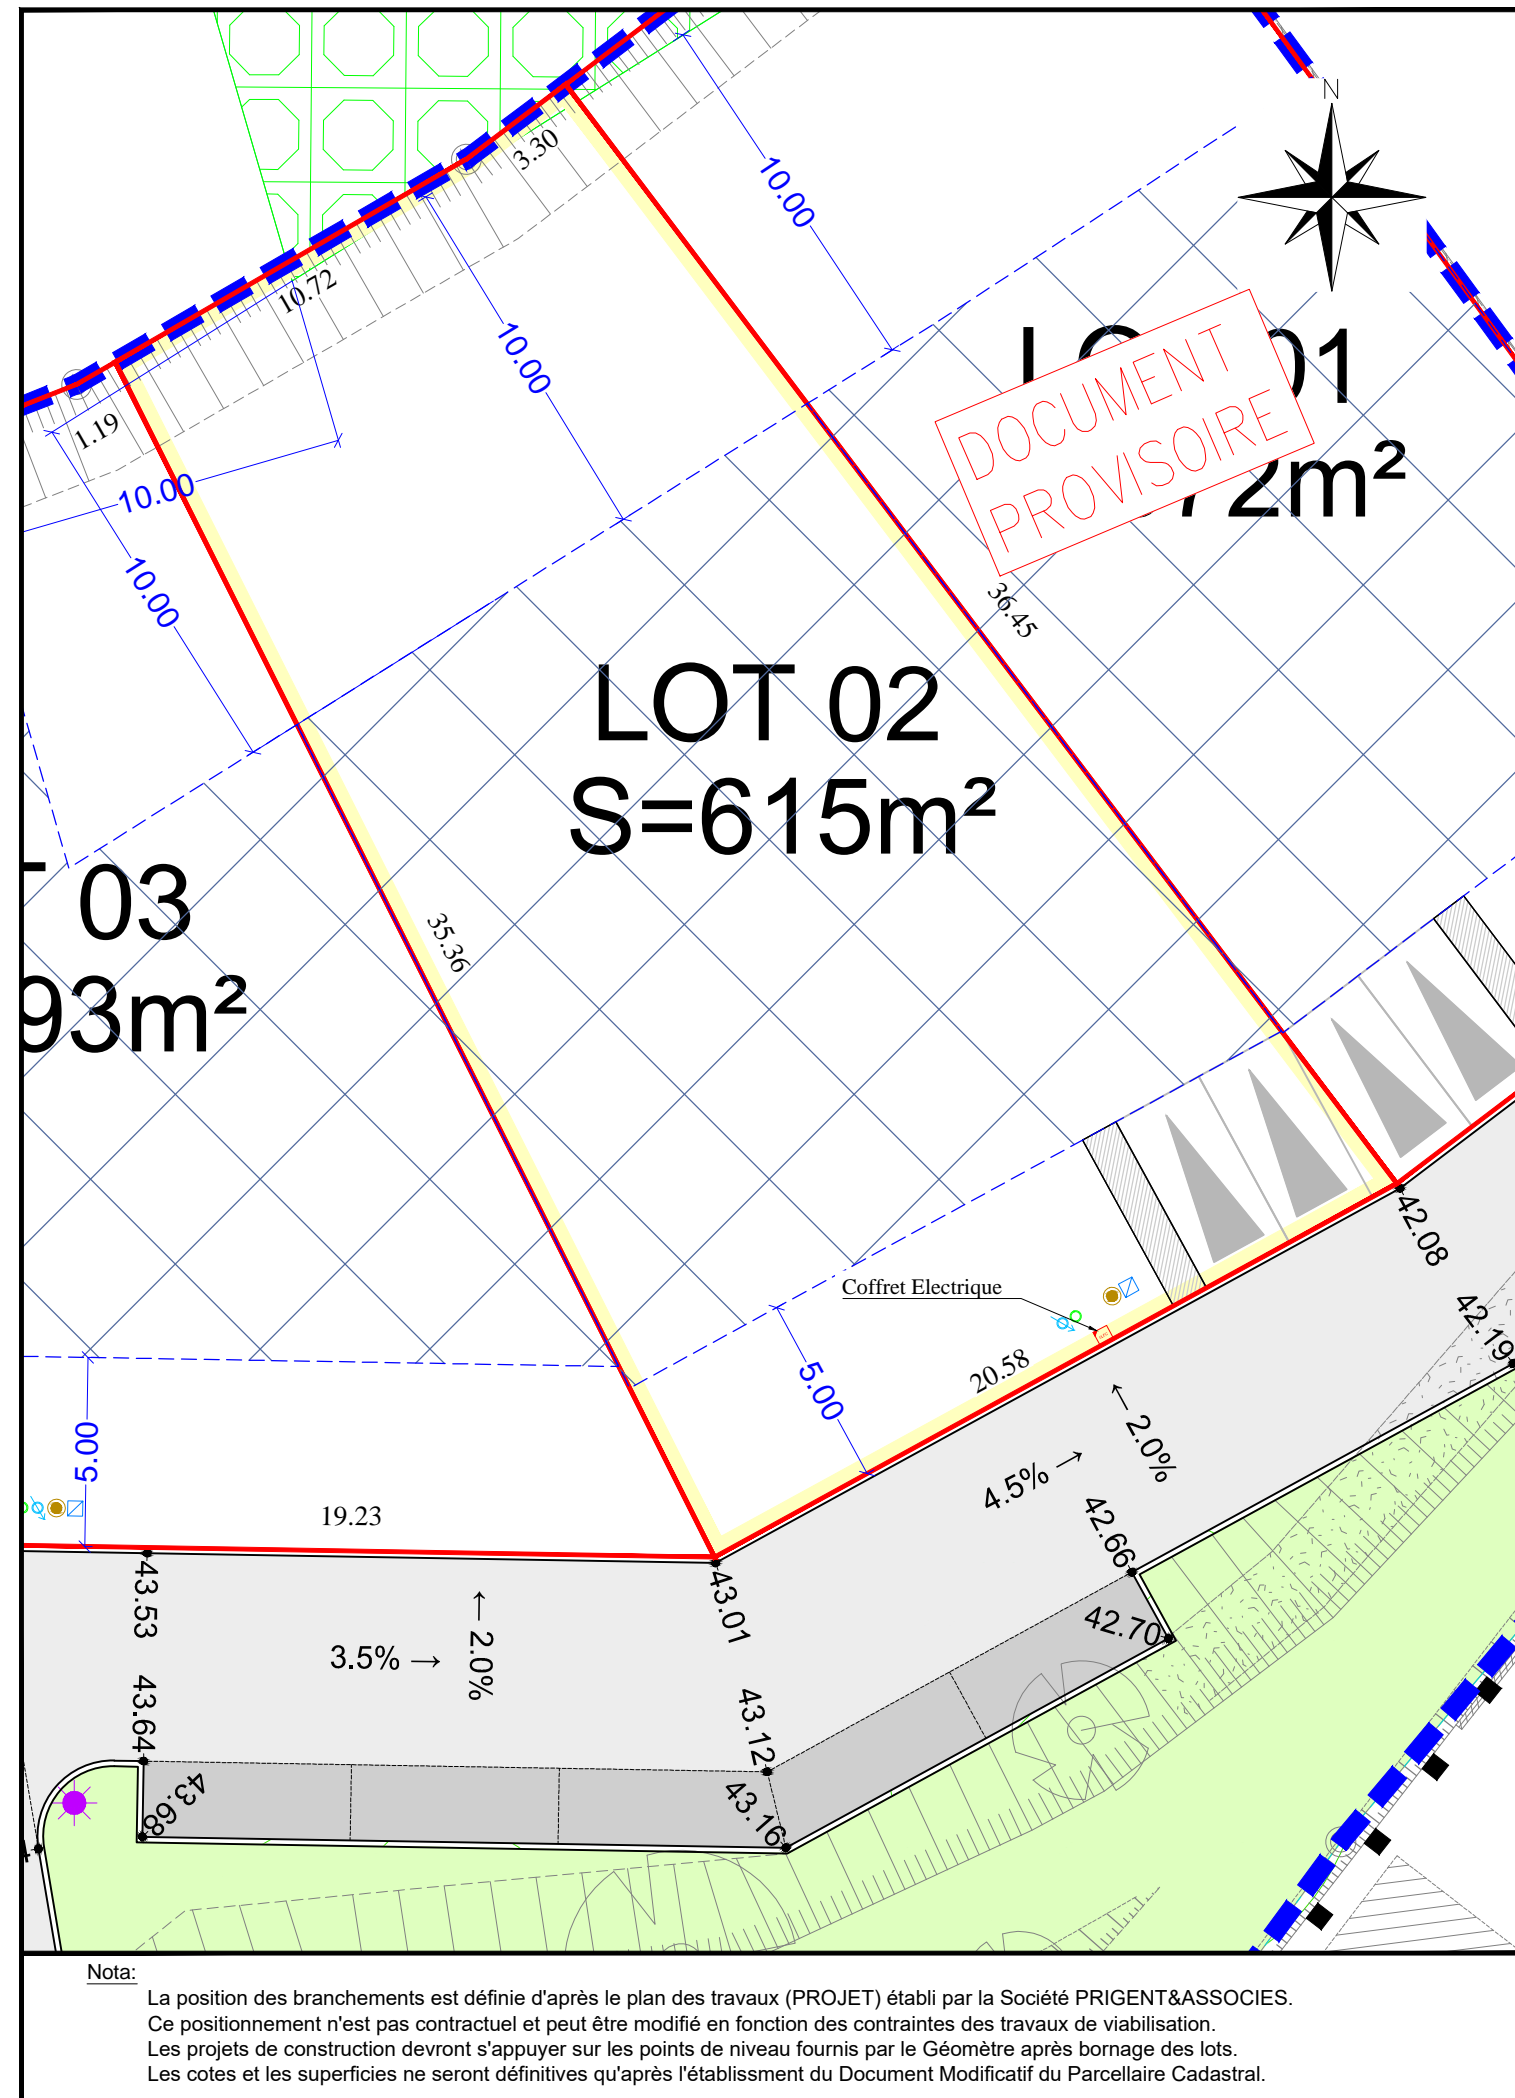 N
3.30
10.00
10.72
10.00
1.19
10.00
10.00
01
72m²
DOCUMENT
PROVISOIRE
36.45
LOT 02
S=615m²
03
93m²
35.36
42.08
42.19
Coffret Electrique
20.58
5.00
5.00
19.23
← 2.0%
4.5% →
42.66
42.70
43.53
43.01
3.5% →
← 2.0%
43.64
43.12
43.68
43.16
Nota:
La position des branchements est définie d'après le plan des travaux (PROJET) établi par la Société PRIGENT&ASSOCIES.
Ce positionnement n'est pas contractuel et peut être modifié en fonction des contraintes des travaux de viabilisation.
Les projets de construction devront s'appuyer sur les points de niveau fournis par le Géomètre après bornage des lots.
Les cotes et les superficies ne seront définitives qu'après l'établissment du Document Modificatif du Parcellaire Cadastral.